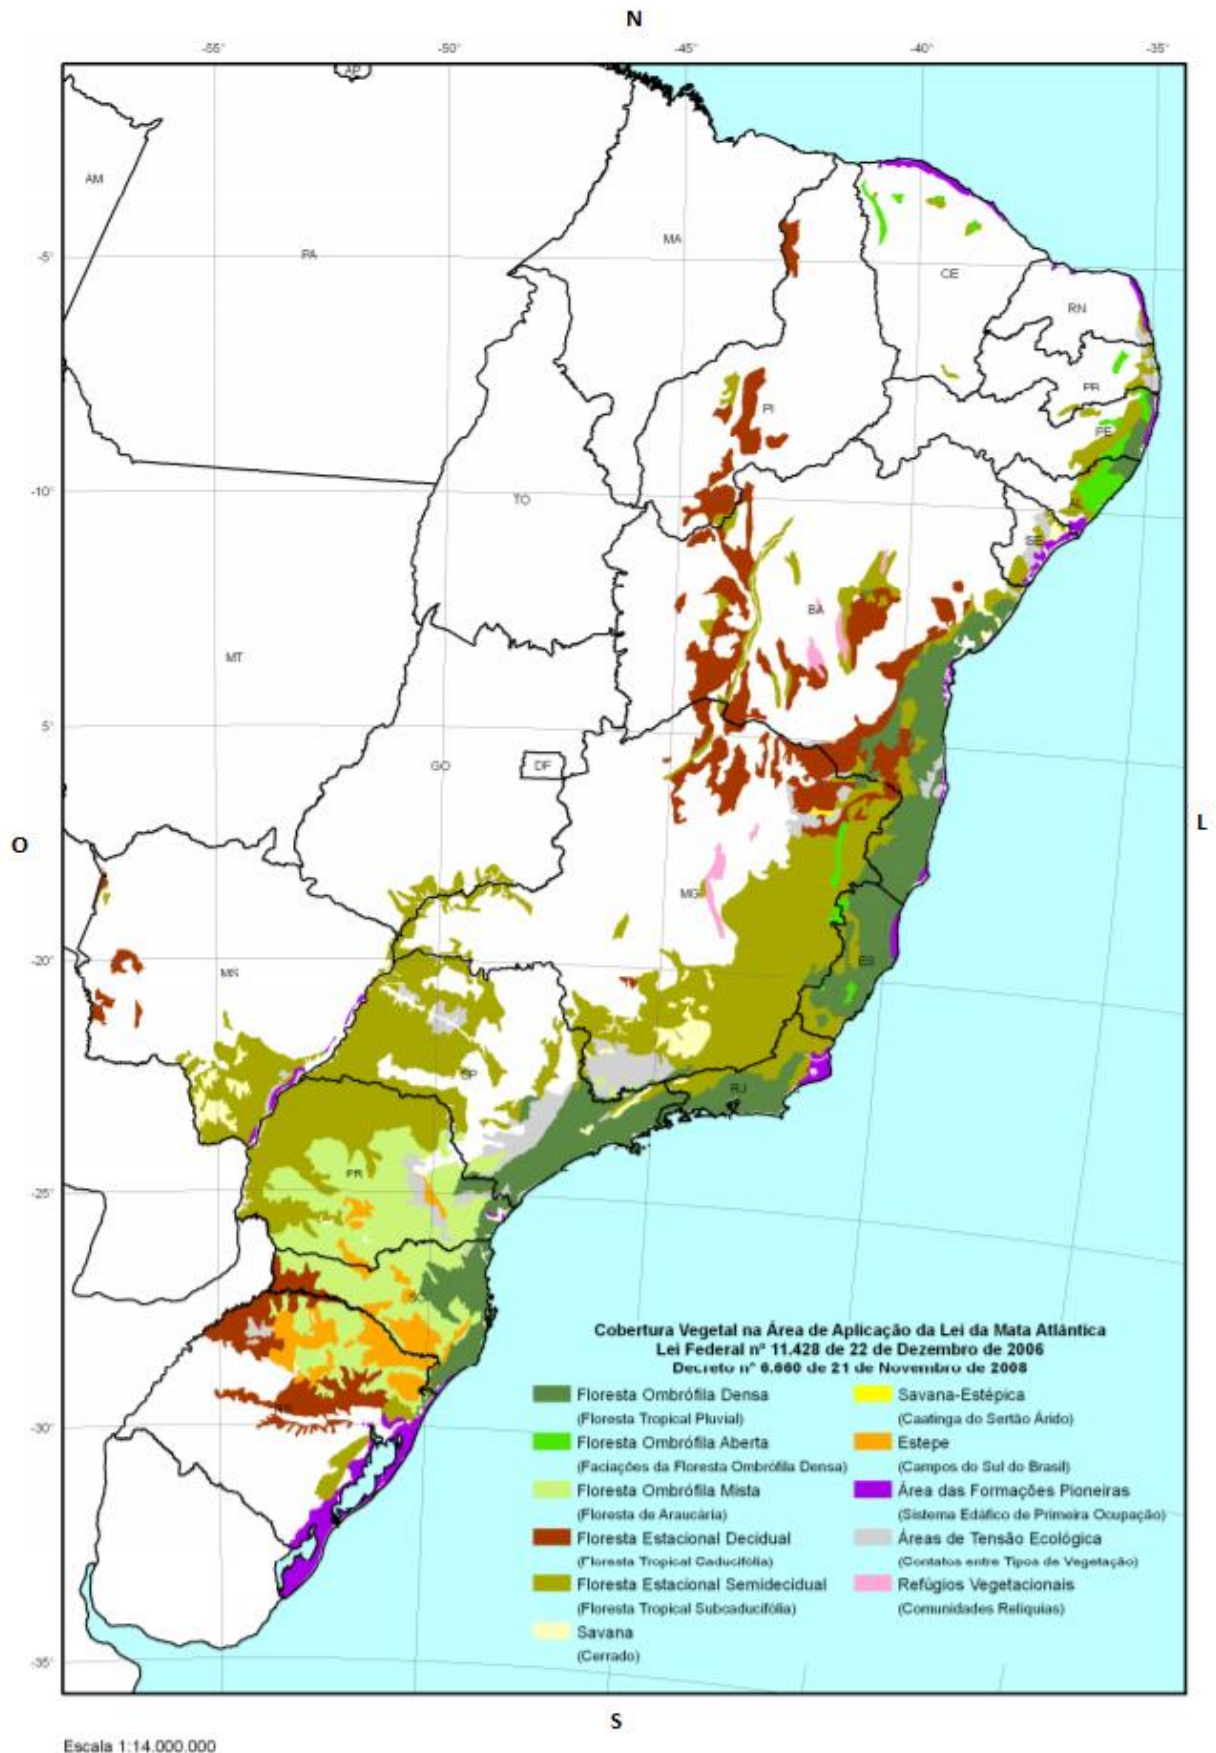 N
-55° -50° -45° -40° -35°
AP
AM
PA
MA
-5°
CE
RN
PB
PI
PE
-10°
TO
AL
SE
BA
MT
5°
GO
DF
L
O
MG
ES
-20°
MS
SP
RJ
PR
-25°
SC
Cobertura Vegetal na Área de Aplicação da Lei da Mata Atlântica
Lei Federal nº 11.428 de 22 de Dezembro de 2006
Decreto nº 6.660 de 21 de Novembro de 2008
Floresta Ombrófila Densa
(Floresta Tropical Pluvial)
Floresta Ombrófila Aberta
(Faciações da Floresta Ombrófila Densa)
Floresta Ombrófila Mista
(Floresta de Araucária)
Floresta Estacional Decidual
(Floresta Tropical Caducifólia)
Floresta Estacional Semidecidual
(Floresta Tropical Subcaducifólia)
Savana
(Cerrado)
Savana-Estépica
(Caatinga do Sertão Árido)
Estepe
(Campos do Sul do Brasil)
Área das Formações Pioneiras
(Sistema Edáfico de Primeira Ocupação)
Áreas de Tensão Ecológica
(Contatos entre Tipos de Vegetação)
Refúgios Vegetacionais
(Comunidades Relíquias)
RS
-30°
-35°
S
Escala 1:14.000.000